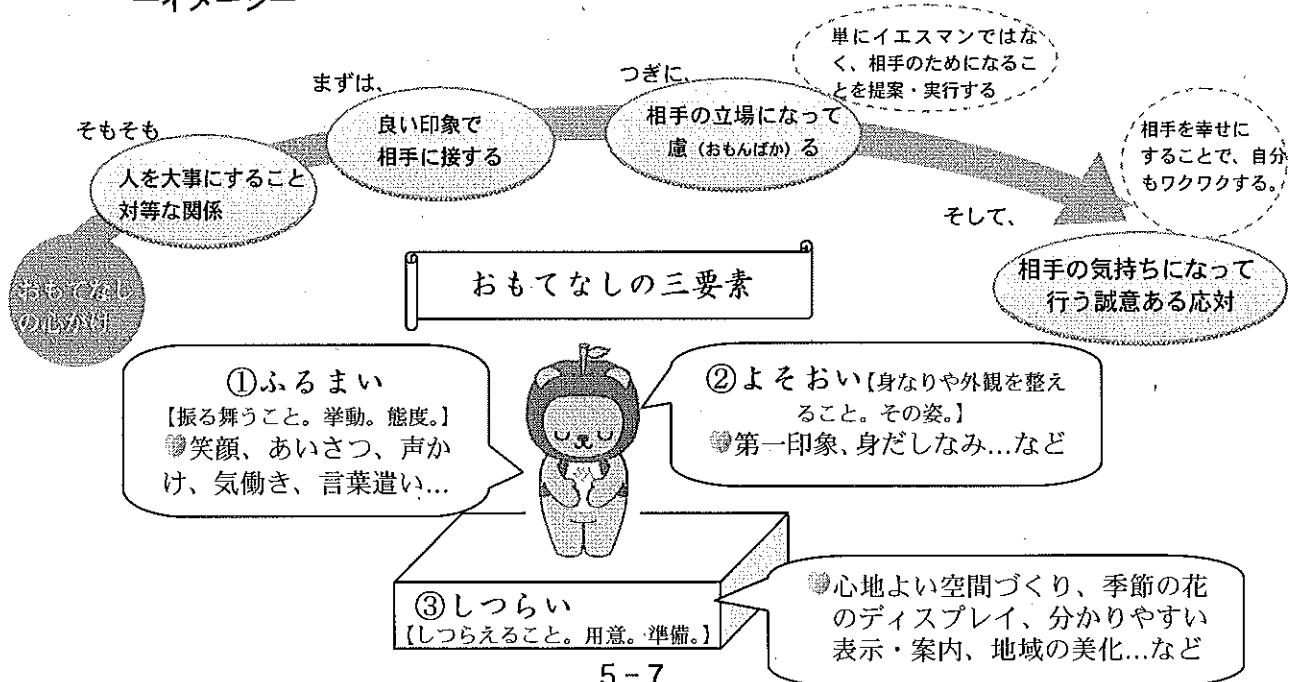 ーイメージー
そもそも
人を大事にすること
対等な関係
まずは、
良い印象で
相手に接する
つぎに、
相手の立場になって
慮(おもんばか)る
単にイエスマンではな
く、相手のためになるこ
とを提案・実行する
相手を幸せに
することで、自分
もワクワクする。
そして、
相手の気持ちになって
行う誠意ある応対
おもてなし
の心がけ
おもてなしの三要素
①ふるまい
【振る舞うこと。挙動。態度。】
笑顔、あいさつ、声か
け、気働き、言葉遣い...
②よそおい【身なりや外観を整え
ること。その姿。】
第一印象、身だしなみ...など
③しつらい
【しつらえること。用意。準備。】
心地よい空間づくり、季節の花
のディスプレイ、分かりやすい
表示・案内、地域の美化...など
5-7